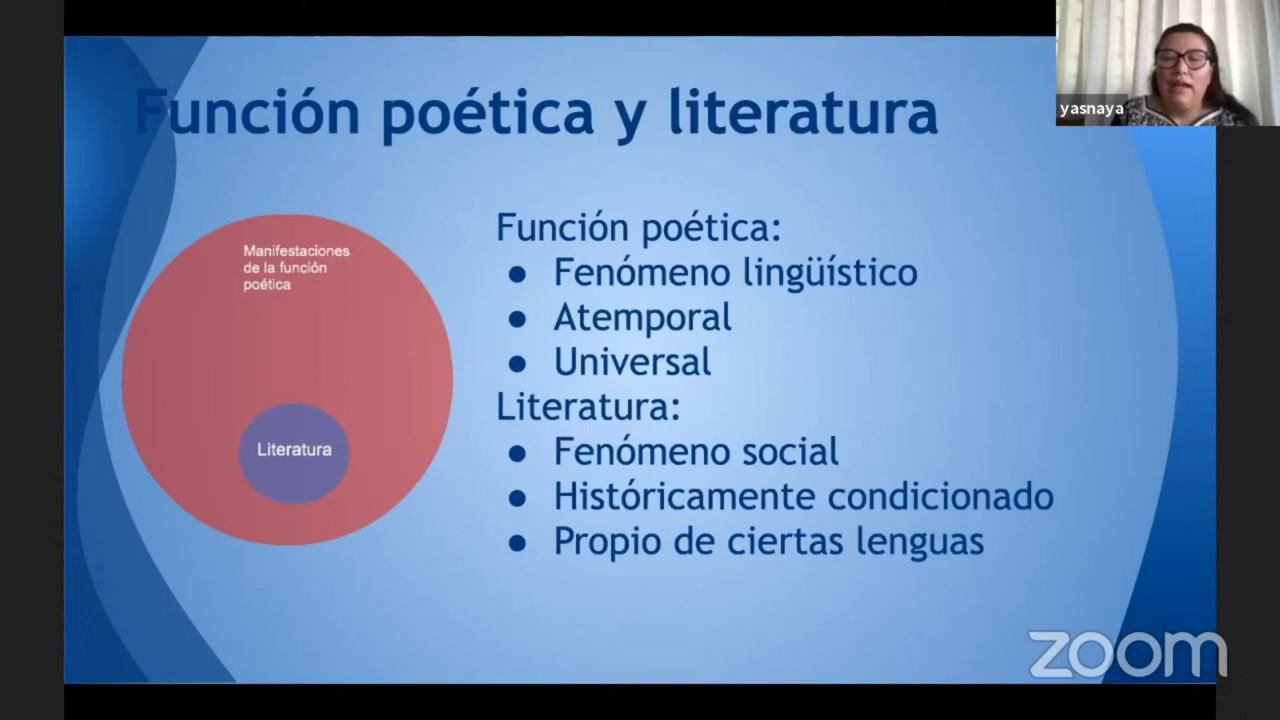 Función poética y literatura
yasnaya
Manifestaciones
de la función
poética
Literatura
Función poética:
● Fenómeno lingüístico
● Atemporal
● Universal
Literatura:
● Fenómeno social
● Históricamente condicionado
● Propio de ciertas lenguas
zoom